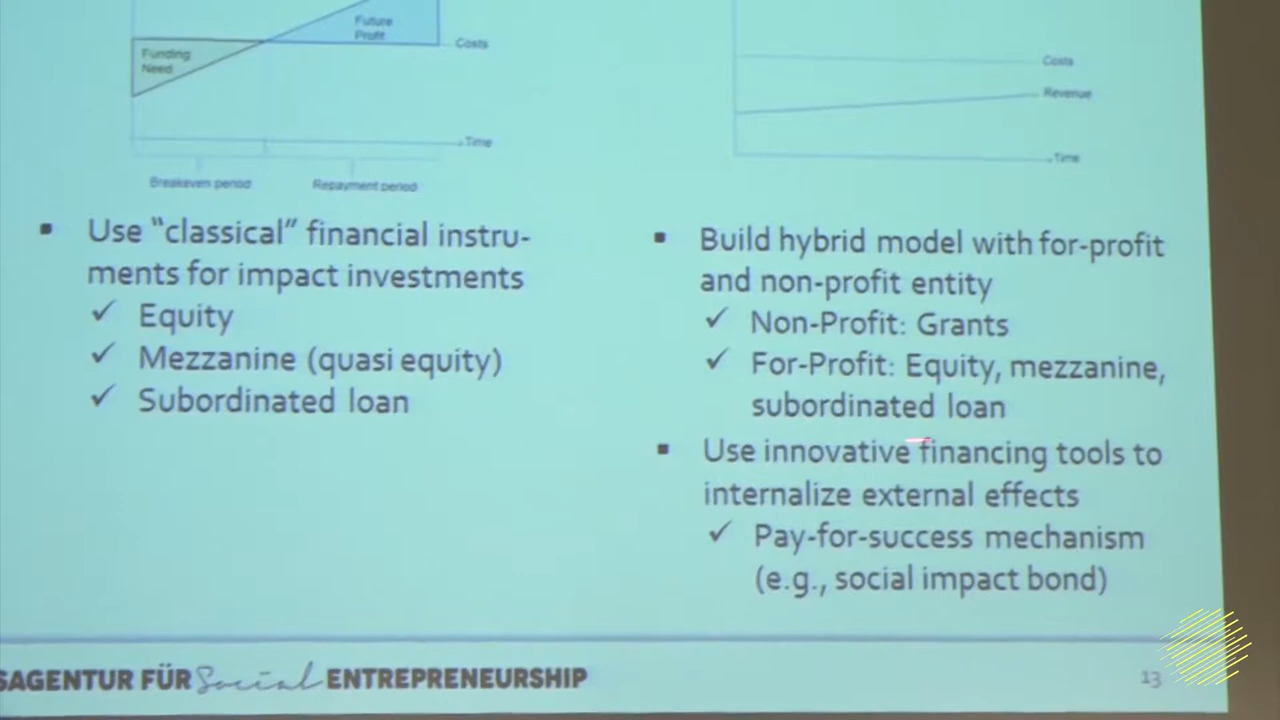 Future
Profit
Costs
Funding
Need
Time
Breakeven period
Repayment period
Use “classical” financial instru-
ments for impact investments
✓ Equity
✓ Mezzanine (quasi equity)
✓ Subordinated loan
Costs
Revenue
Time
Build hybrid model with for-profit
and non-profit entity
✓ Non-Profit: Grants
✓ For-Profit: Equity, mezzanine,
subordinated loan
Use innovative financing tools to
internalize external effects
✓ Pay-for-success mechanism
(e.g., social impact bond)
SAGENTUR FÜR Social ENTREPRENEURSHIP
13